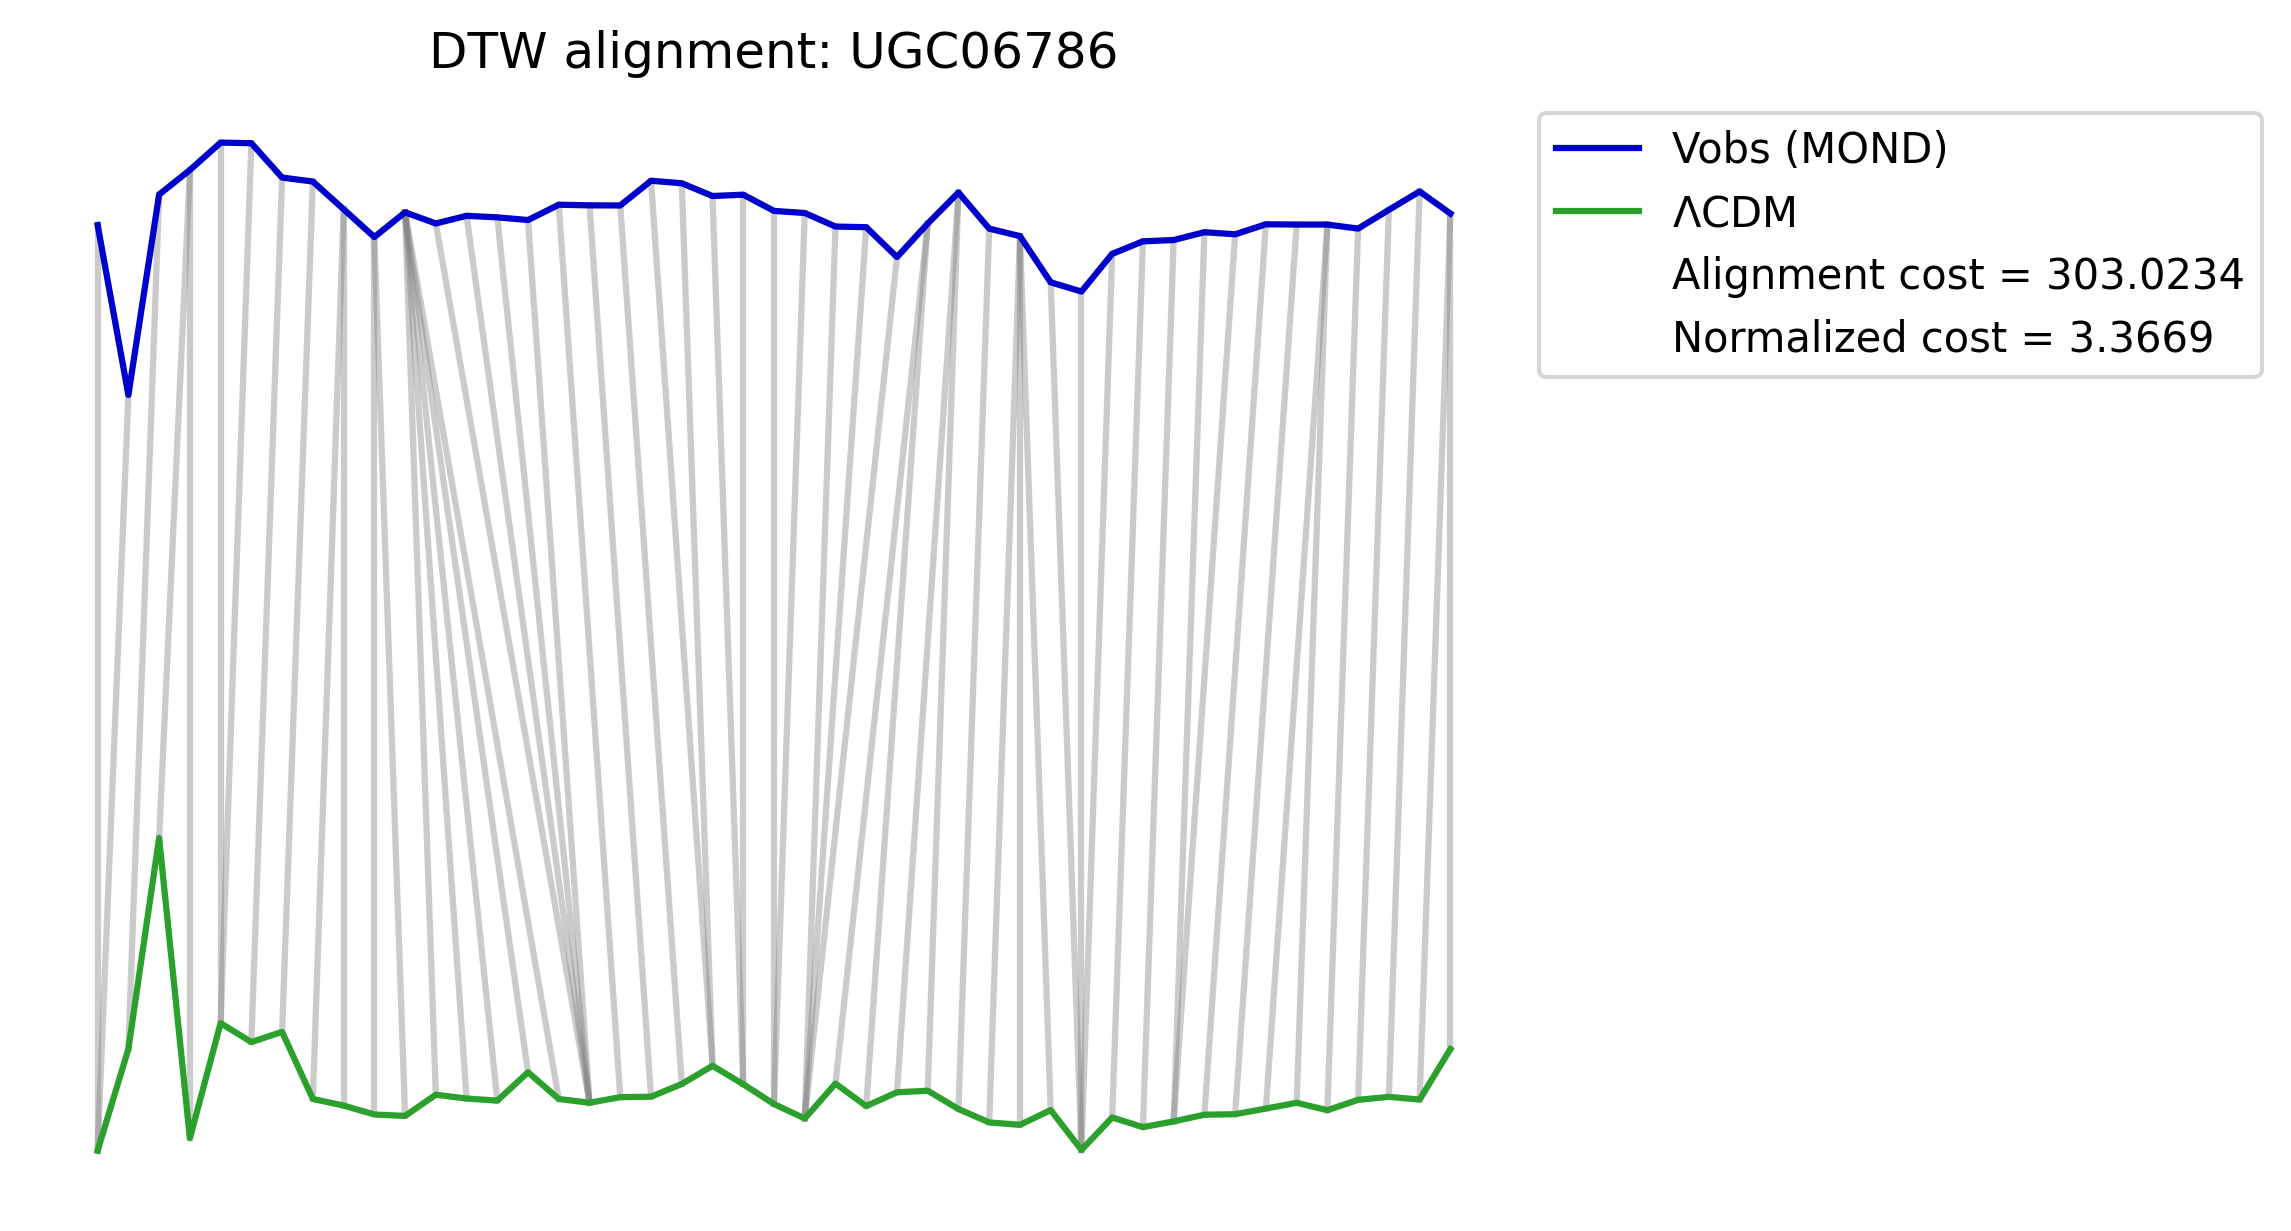 DTW alignment: UGC06786
Vobs (MOND)
ΛCDM
Alignment cost = 303.0234
Normalized cost = 3.3669